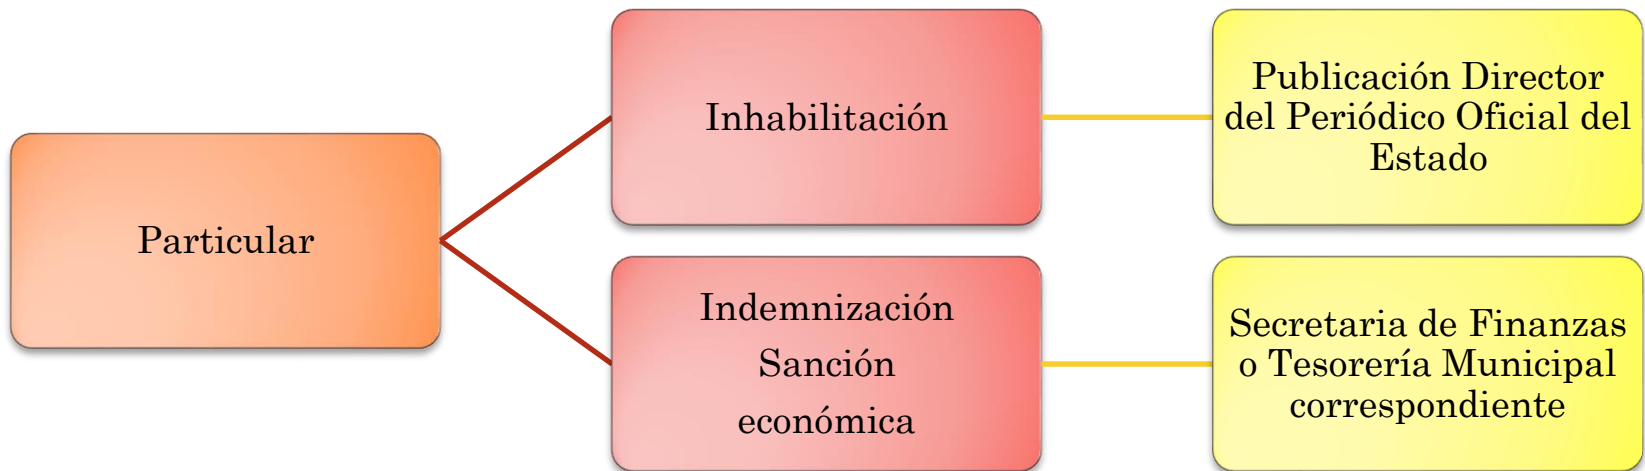 Particular
Inhabilitación
Publicación Director
del Periódico Oficial del
Estado
Indemnización
Sanción
económica
Secretaria de Finanzas
o Tesorería Municipal
correspondiente